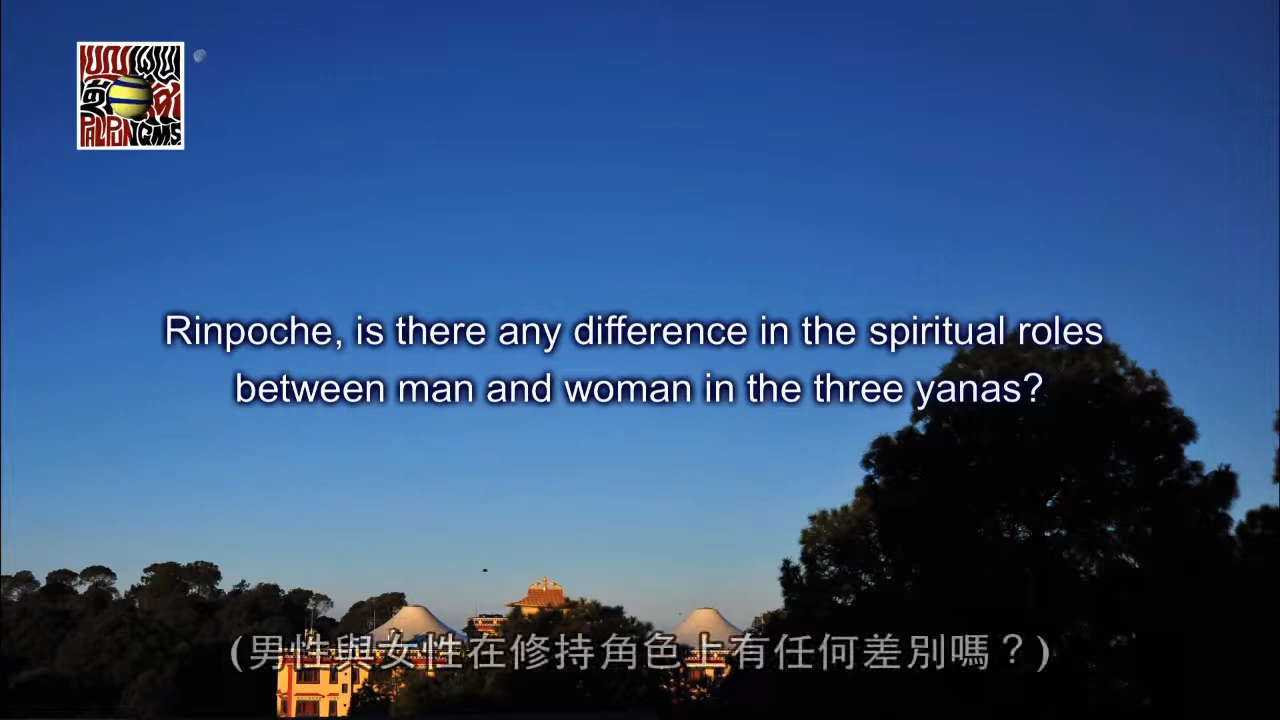 PALPUNG M.S.
Rinpoche, is there any difference in the spiritual roles
between man and woman in the three yanas?
(男性與女性在修持角色上有任何差別嗎？)